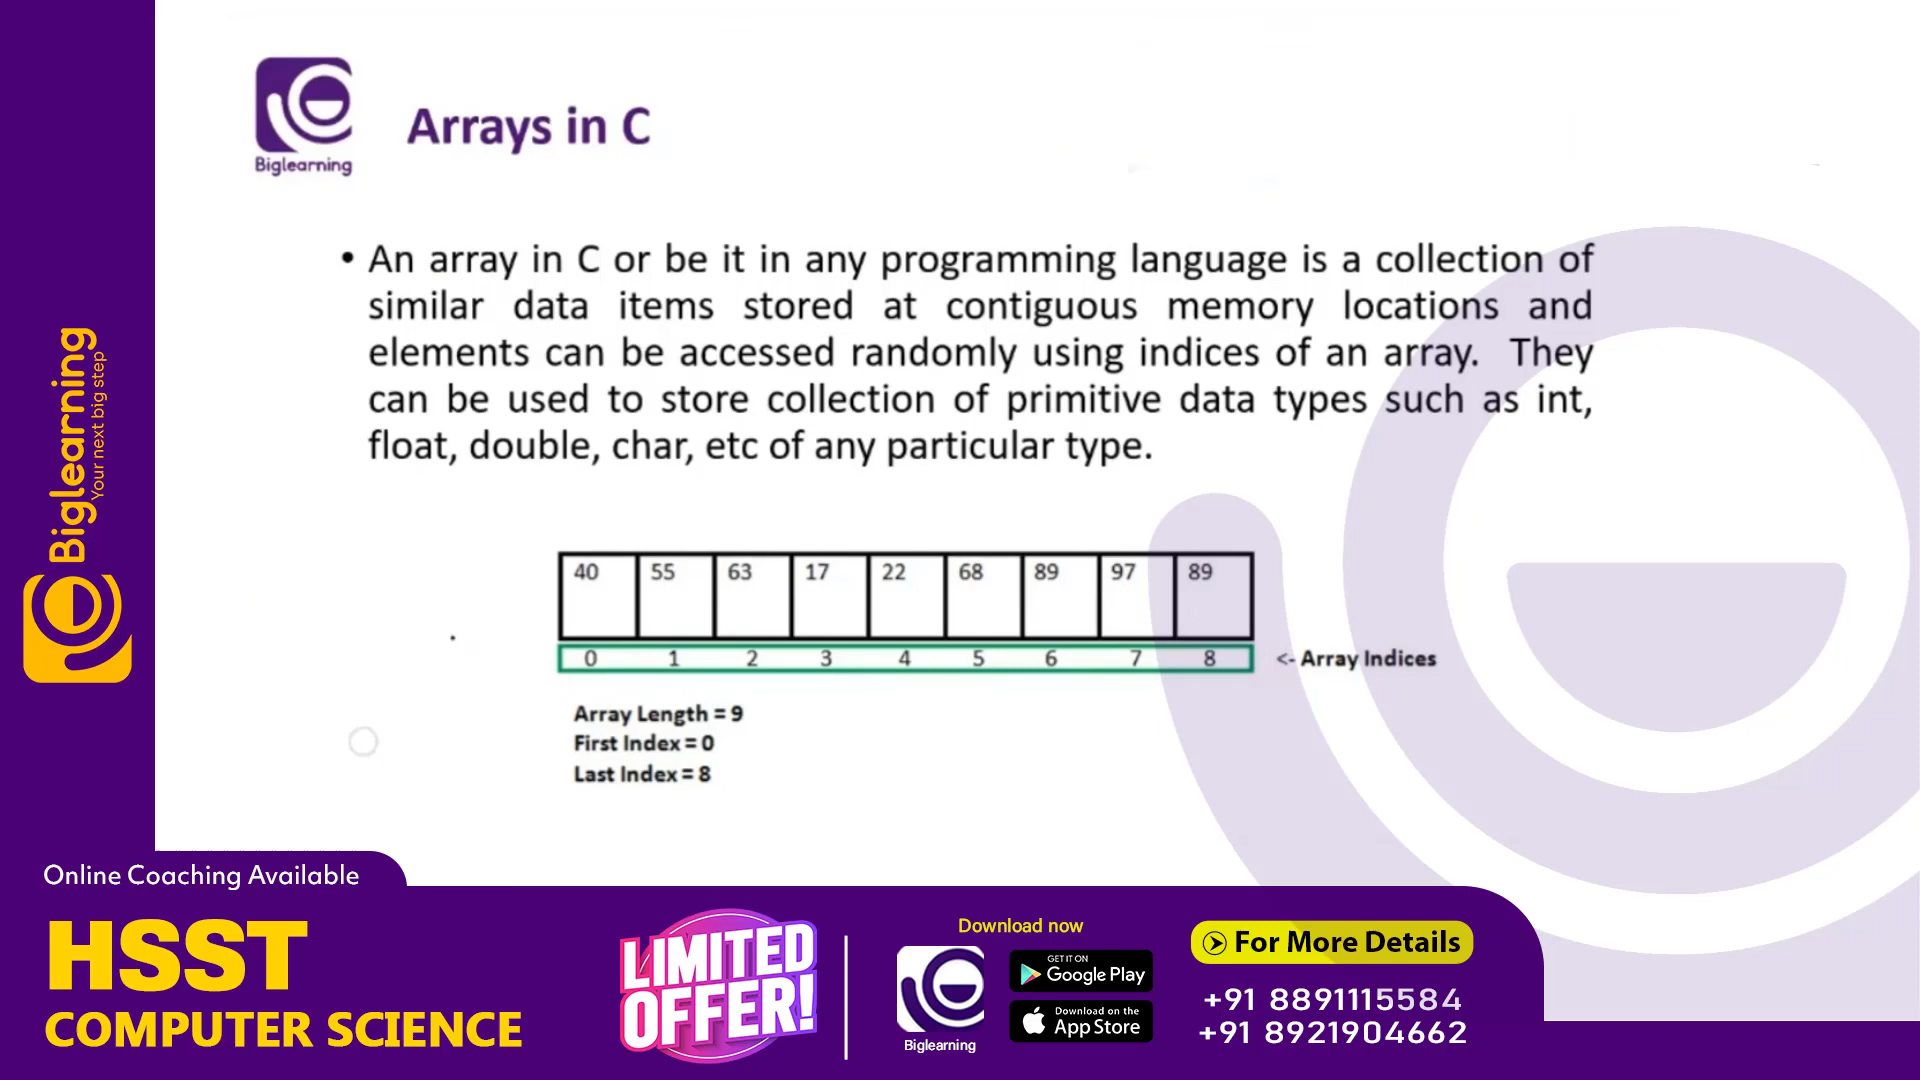 Biglearning
Arrays in C
• An array in C or be it in any programming language is a collection of
similar data items stored at contiguous memory locations and
elements can be accessed randomly using indices of an array. They
can be used to store collection of primitive data types such as int,
float, double, char, etc of any particular type.
40 55 63 17 22 68 89 97 89
0 1 2 3 4 5 6 7 8 <- Array Indices
Array Length = 9
First Index = 0
Last Index = 8
Biglearning
Your next big step
Online Coaching Available
HSST
COMPUTER SCIENCE
LIMITED
OFFER!
Download now
Biglearning
GET IT ON
Google Play
Download on the
App Store
For More Details
+91 8891115584
+91 8921904662